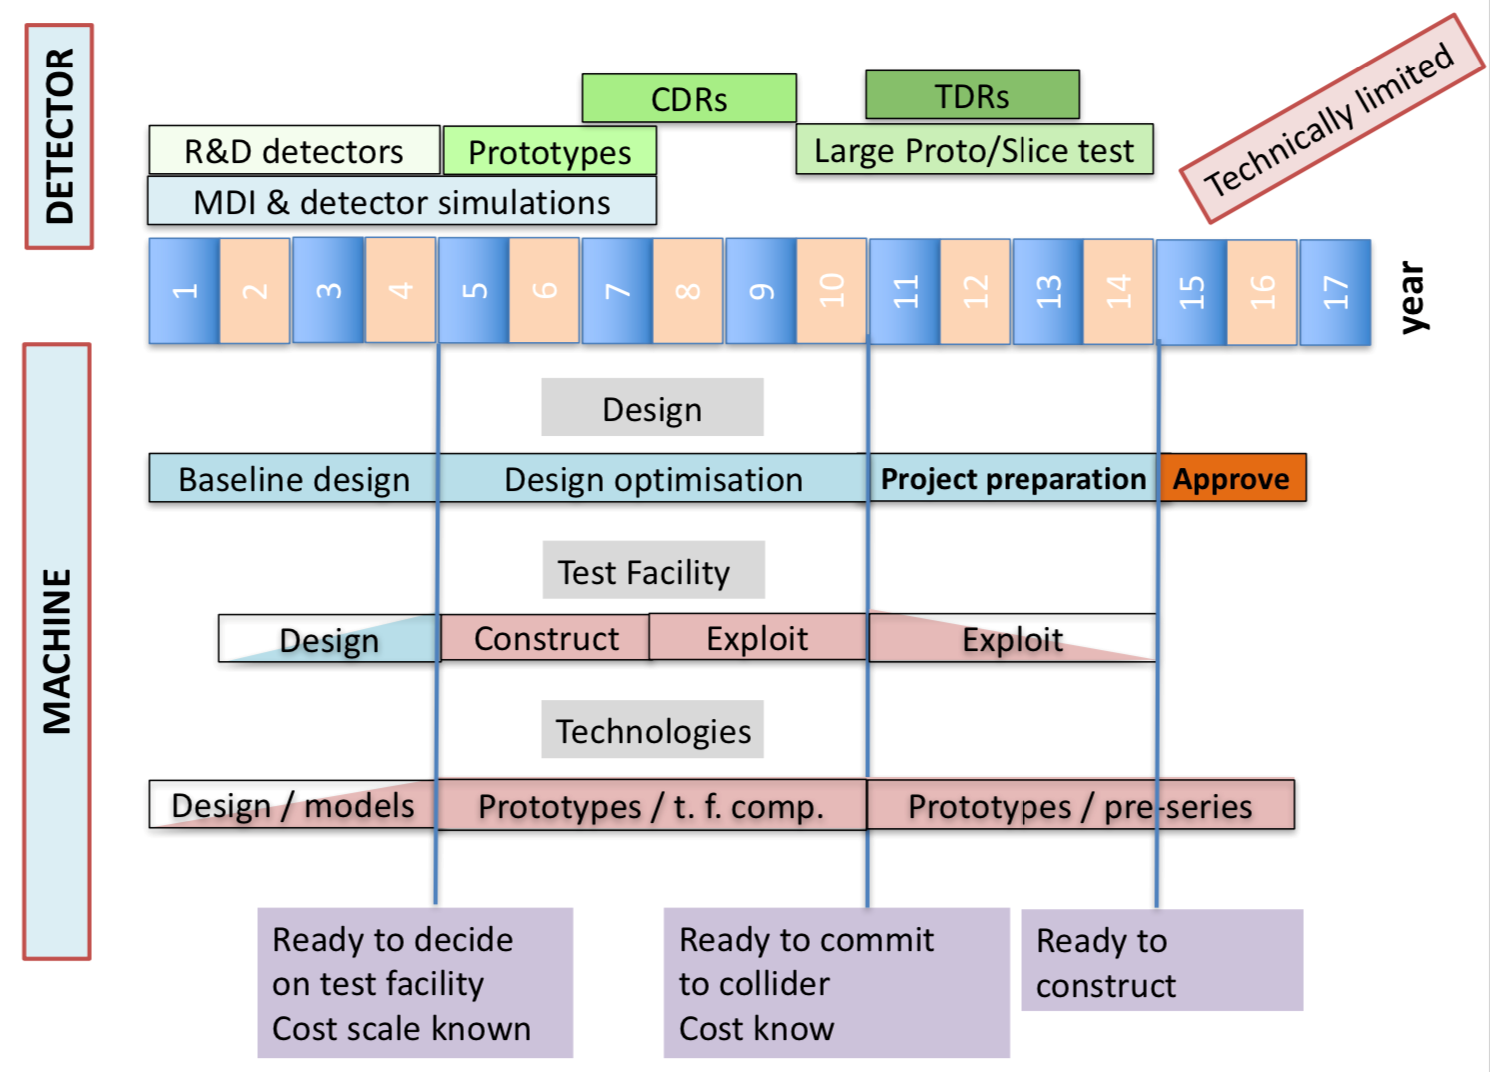 DETECTOR
CDRs
TDRs
Technically limited
R&D detectors
Prototypes
Large Proto/Slice test
MDI & detector simulations
1 2 3 4 5 6 7 8 9 10 11 12 13 14 15 16 17
year
MACHINE
Design
Baseline design
Design optimisation
Project preparation
Approve
Test Facility
Design
Construct
Exploit
Exploit
Technologies
Design / models
Prototypes / t. f. comp.
Prototypes / pre-series
Ready to decide
on test facility
Cost scale known
Ready to commit
to collider
Cost know
Ready to
construct